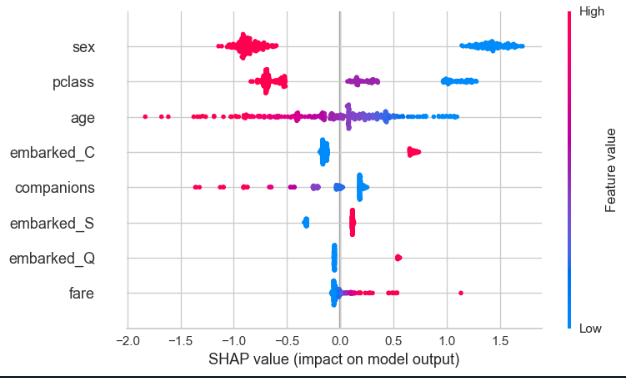 High
sex
pclass
age
embarked_C
companions
embarked_S
embarked_Q
fare
Feature value
Low
−2.0 −1.5 −1.0 −0.5 0.0 0.5 1.0 1.5
SHAP value (impact on model output)